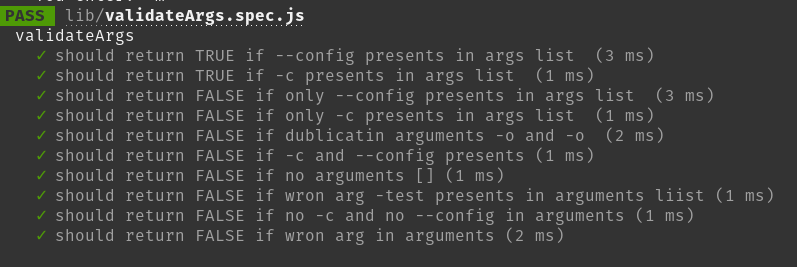 PASS lib/validateArgs.spec.js
validateArgs
✓ should return TRUE if --config presents in args list (3 ms)
✓ should return TRUE if -c presents in args list (1 ms)
✓ should return FALSE if only --config presents in args list (3 ms)
✓ should return FALSE if only -c presents in args list (1 ms)
✓ should return FALSE if dublicatin arguments -o and -o (2 ms)
✓ should return FALSE if -c and --config presents (1 ms)
✓ should return FALSE if no arguments [] (1 ms)
✓ should return FALSE if wron arg -test presents in arguments liist (1 ms)
✓ should return FALSE if no -c and no --config in arguments (1 ms)
✓ should return FALSE if wron arg in arguments (2 ms)